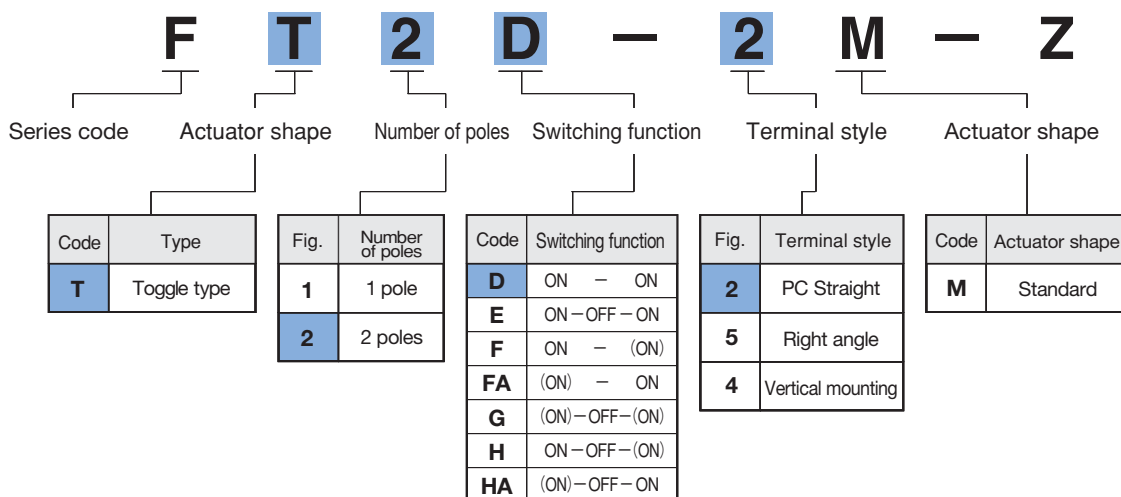 F T 2 D － 2 M － Z
Series code Actuator shape Number of poles Switching function Terminal style Actuator shape
Code Type
T Toggle type
Fig. Number of poles
1 1 pole
2 2 poles
Code Switching function
D ON － ON
E ON－OFF－ON
F ON － (ON)
FA (ON) － ON
G (ON)－OFF－(ON)
H ON－OFF－(ON)
HA (ON)－OFF－ON
Fig. Terminal style
2 PC Straight
5 Right angle
4 Vertical mounting
Code Actuator shape
M Standard